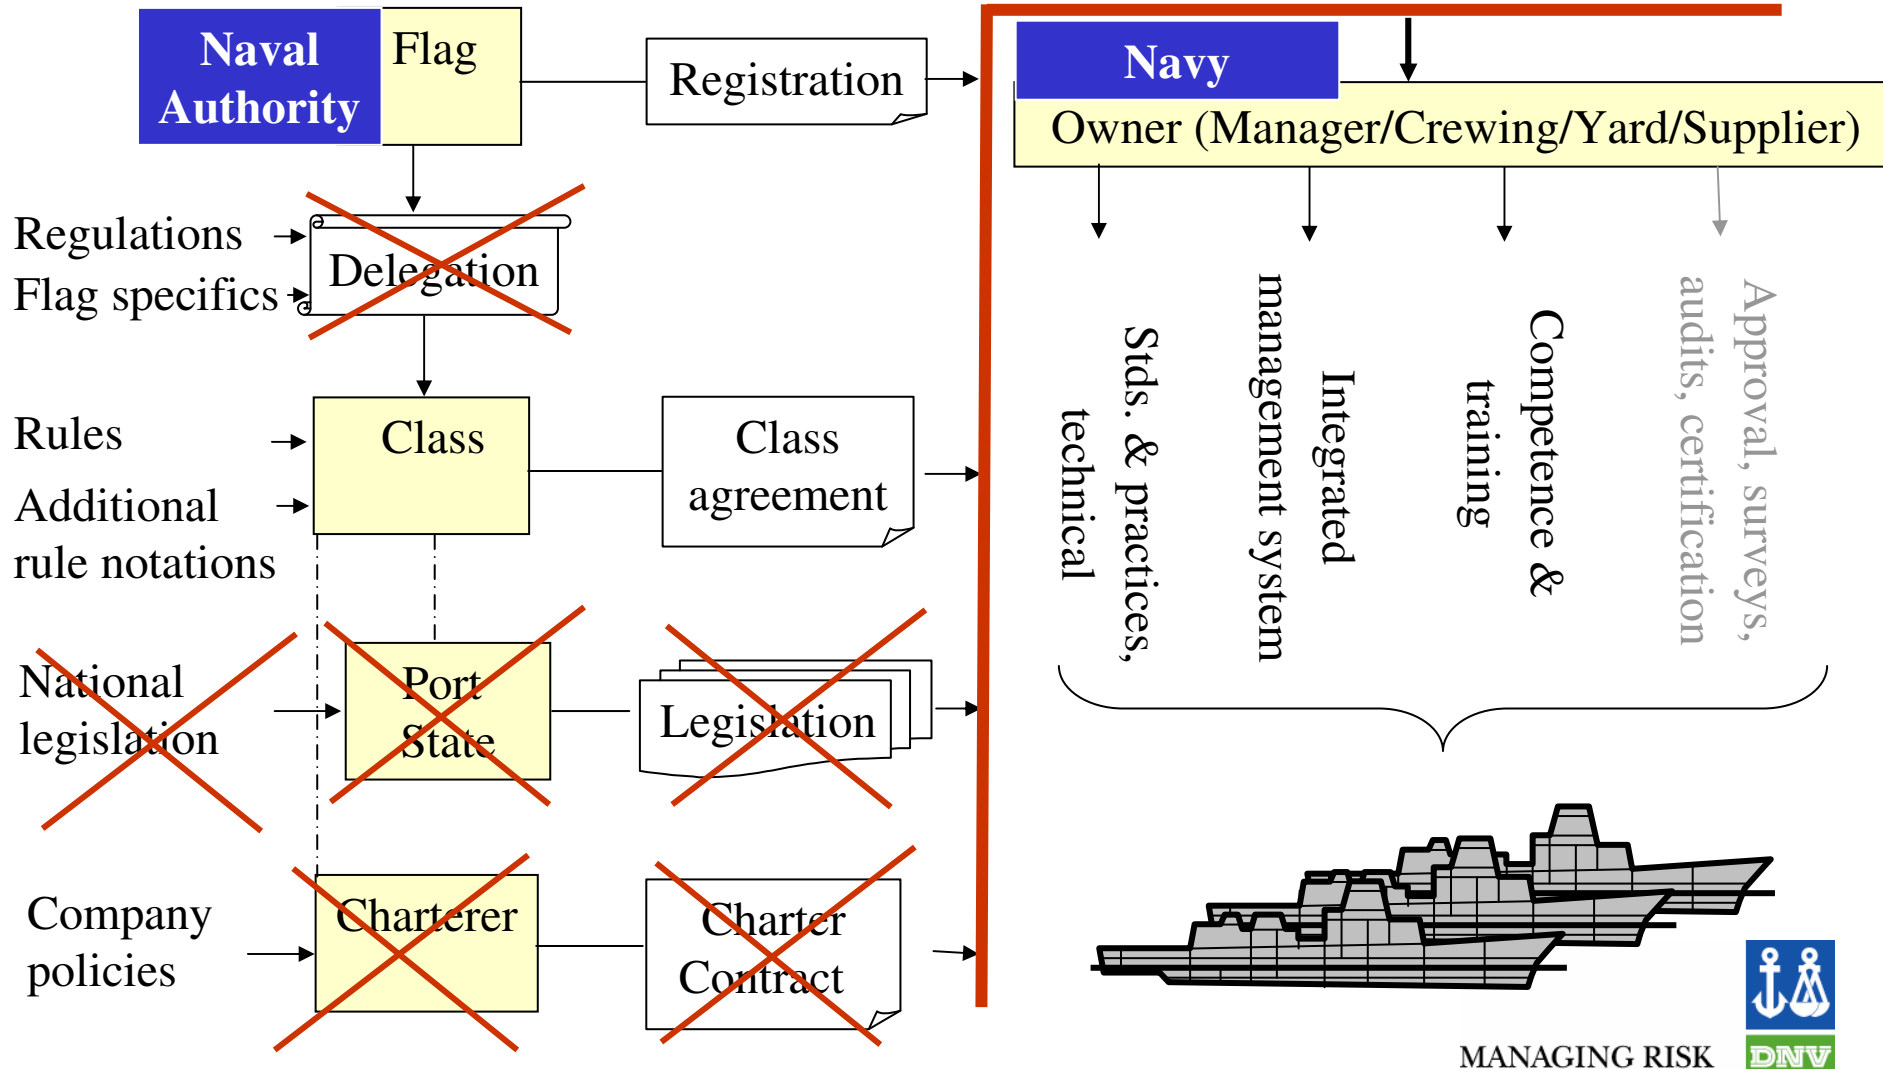 Naval
Authority
Flag
Registration
Navy
Owner (Manager/Crewing/Yard/Supplier)
Regulations
Flag specifics
Delegation
Rules
Additional
rule notations
Class
Class
agreement
National
legislation
Port
State
Legislation
Company
policies
Charterer
Charter
Contract
Stds. & practices,
technical
Integrated
management system
Competence &
training
Approval, surveys,
audits, certification
MANAGING RISK
DNV